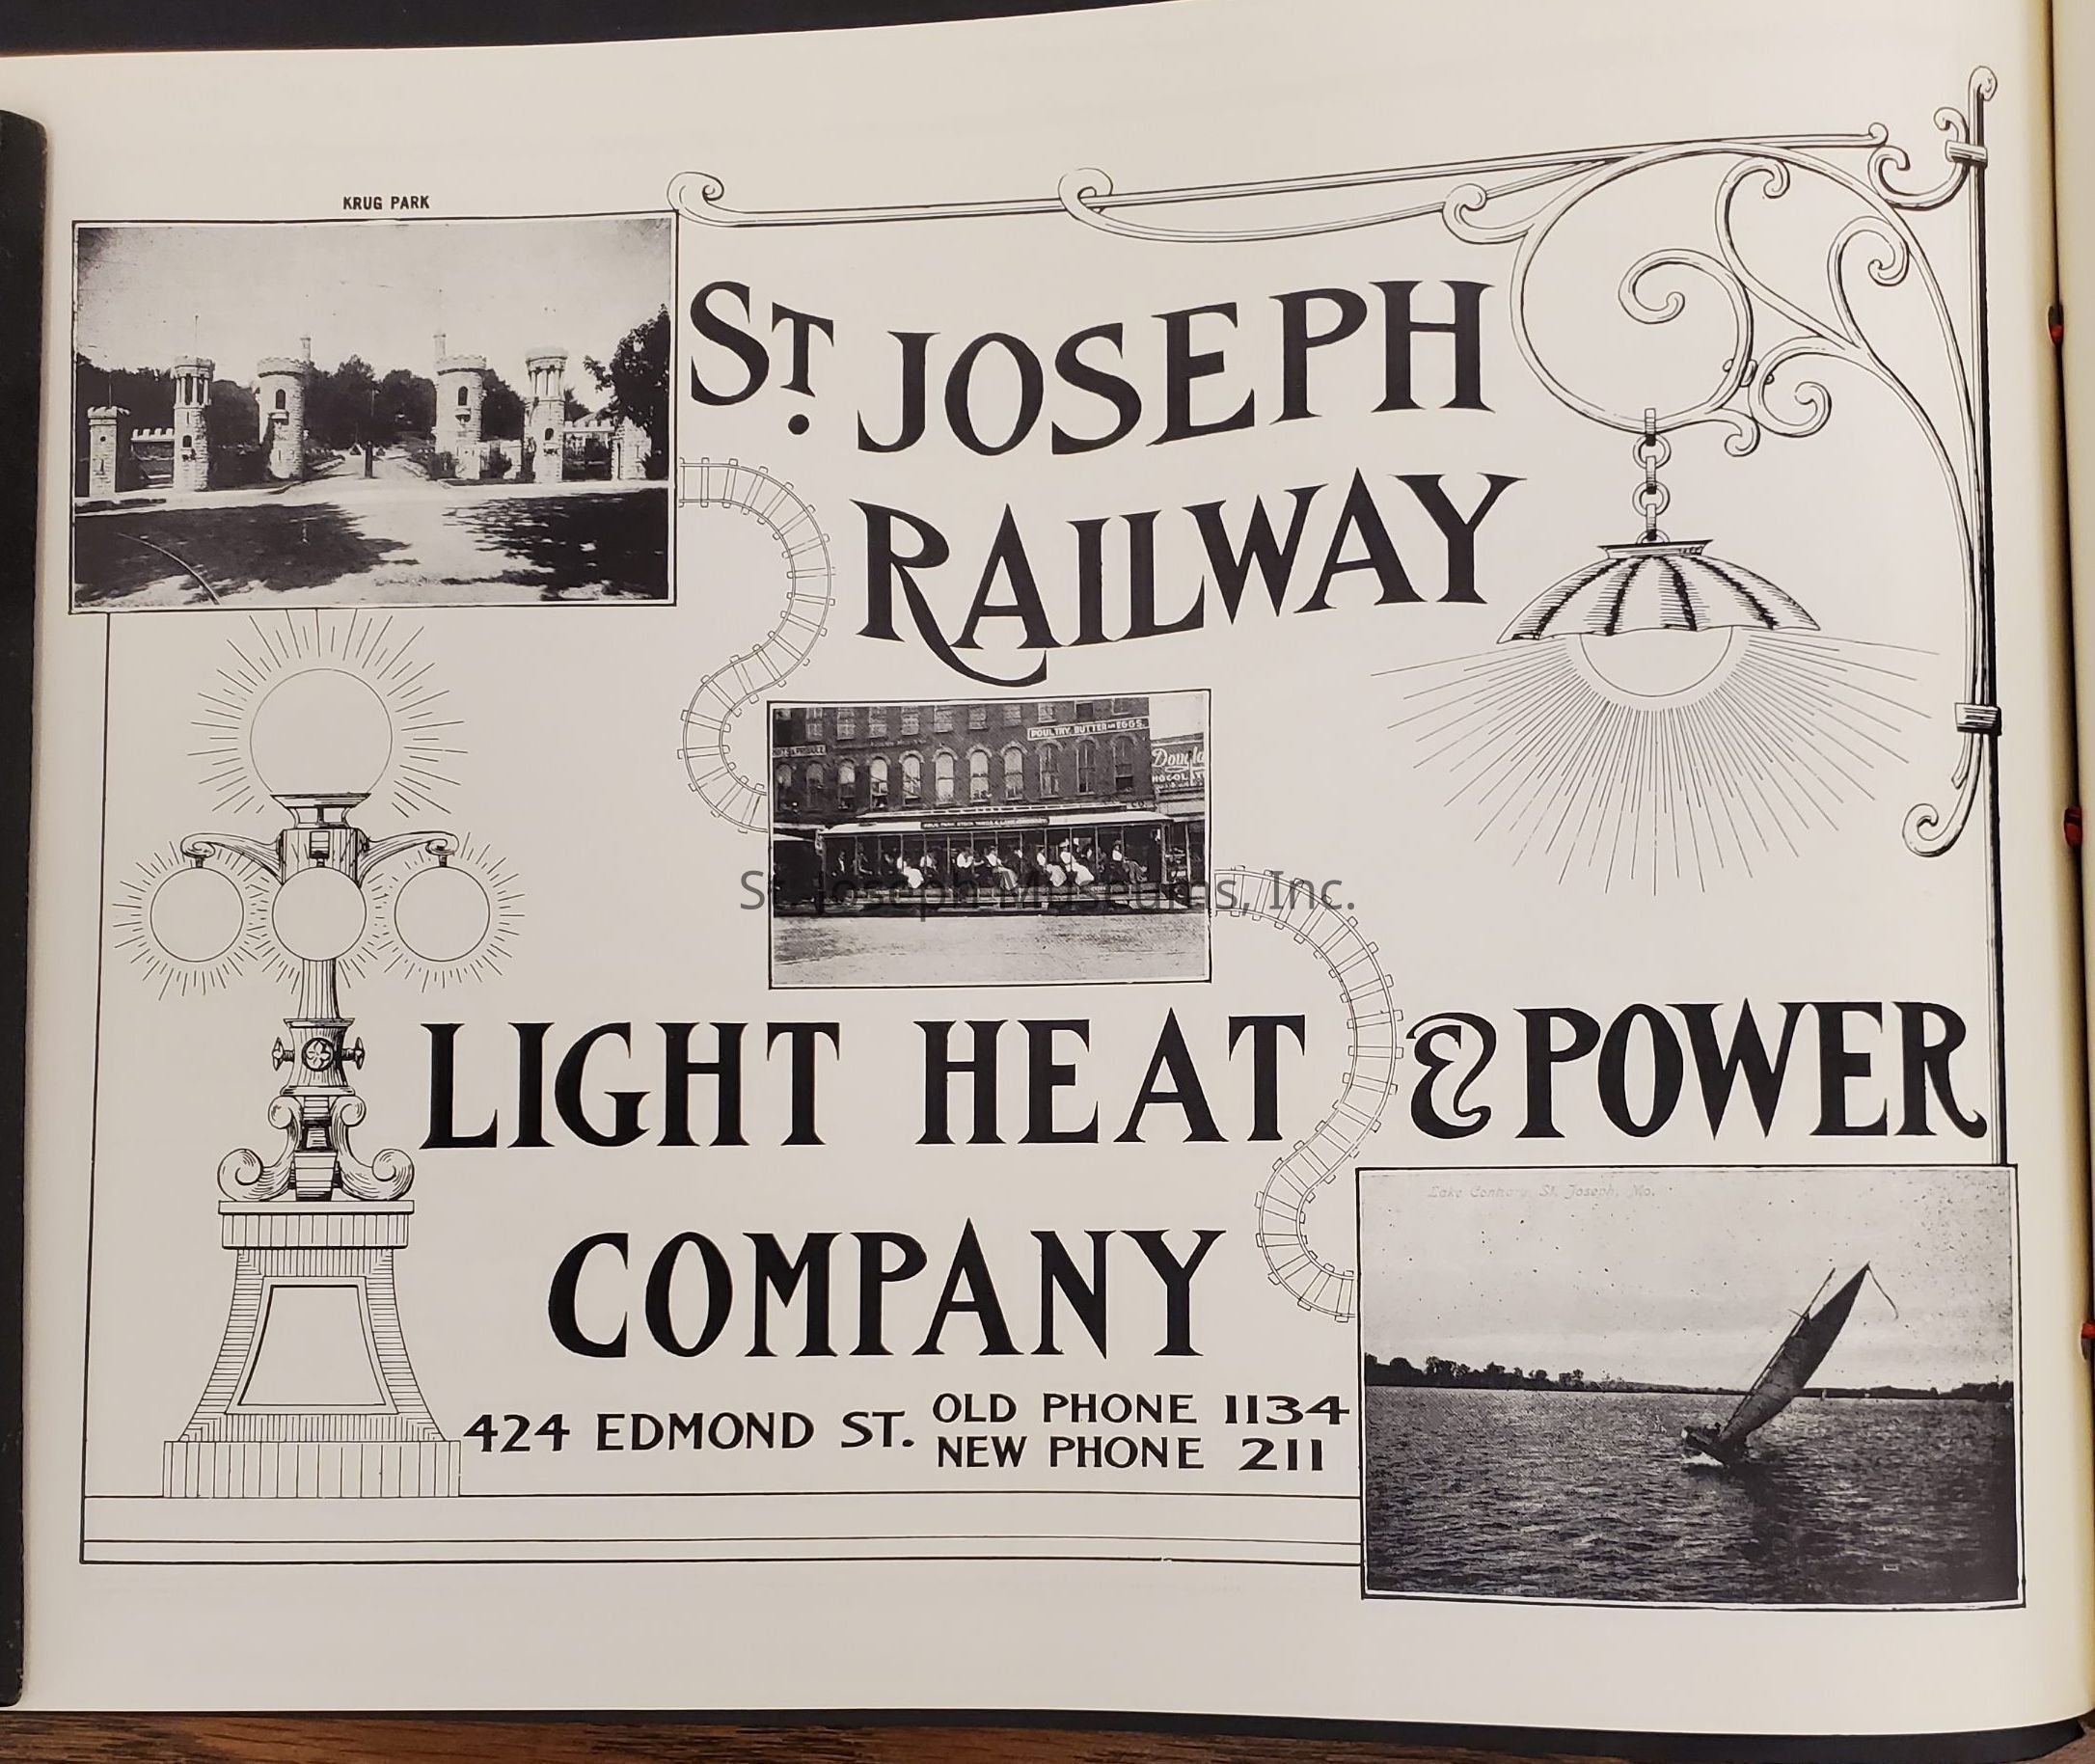 KRUG PARK
ST. JOSEPH
RAILWAY
POULTRY, BUTTER AND EGGS.
& PRODUCE
St. Joseph Museums, Inc.
LIGHT HEAT & POWER
Lake Contrary, St. Joseph, Mo.
COMPANY
424 EDMOND ST.
OLD PHONE 1134
NEW PHONE 211